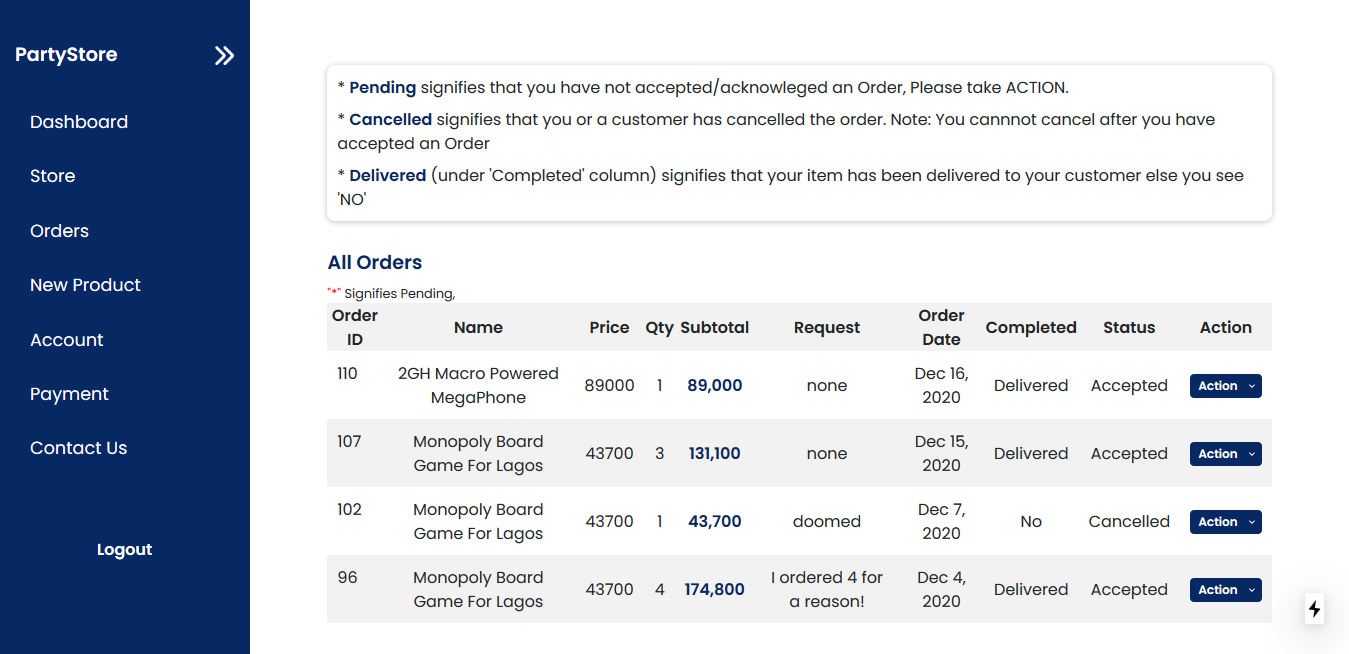 PartyStore
Dashboard
Store
Orders
New Product
Account
Payment
Contact Us
Logout
* Pending signifies that you have not accepted/acknowleged an Order, Please take ACTION.
* Cancelled signifies that you or a customer has cancelled the order. Note: You cannnot cancel after you have
accepted an Order
* Delivered (under 'Completed' column) signifies that your item has been delivered to your customer else you see
'NO'
All Orders
"*" Signifies Pending,
Order ID Name Price Qty Subtotal Request Order Date Completed Status Action
110 2GH Macro Powered MegaPhone 89000 1 89,000 none Dec 16, 2020 Delivered Accepted Action
107 Monopoly Board Game For Lagos 43700 3 131,100 none Dec 15, 2020 Delivered Accepted Action
102 Monopoly Board Game For Lagos 43700 1 43,700 doomed Dec 7, 2020 No Cancelled Action
96 Monopoly Board Game For Lagos 43700 4 174,800 I ordered 4 for a reason! Dec 4, 2020 Delivered Accepted Action